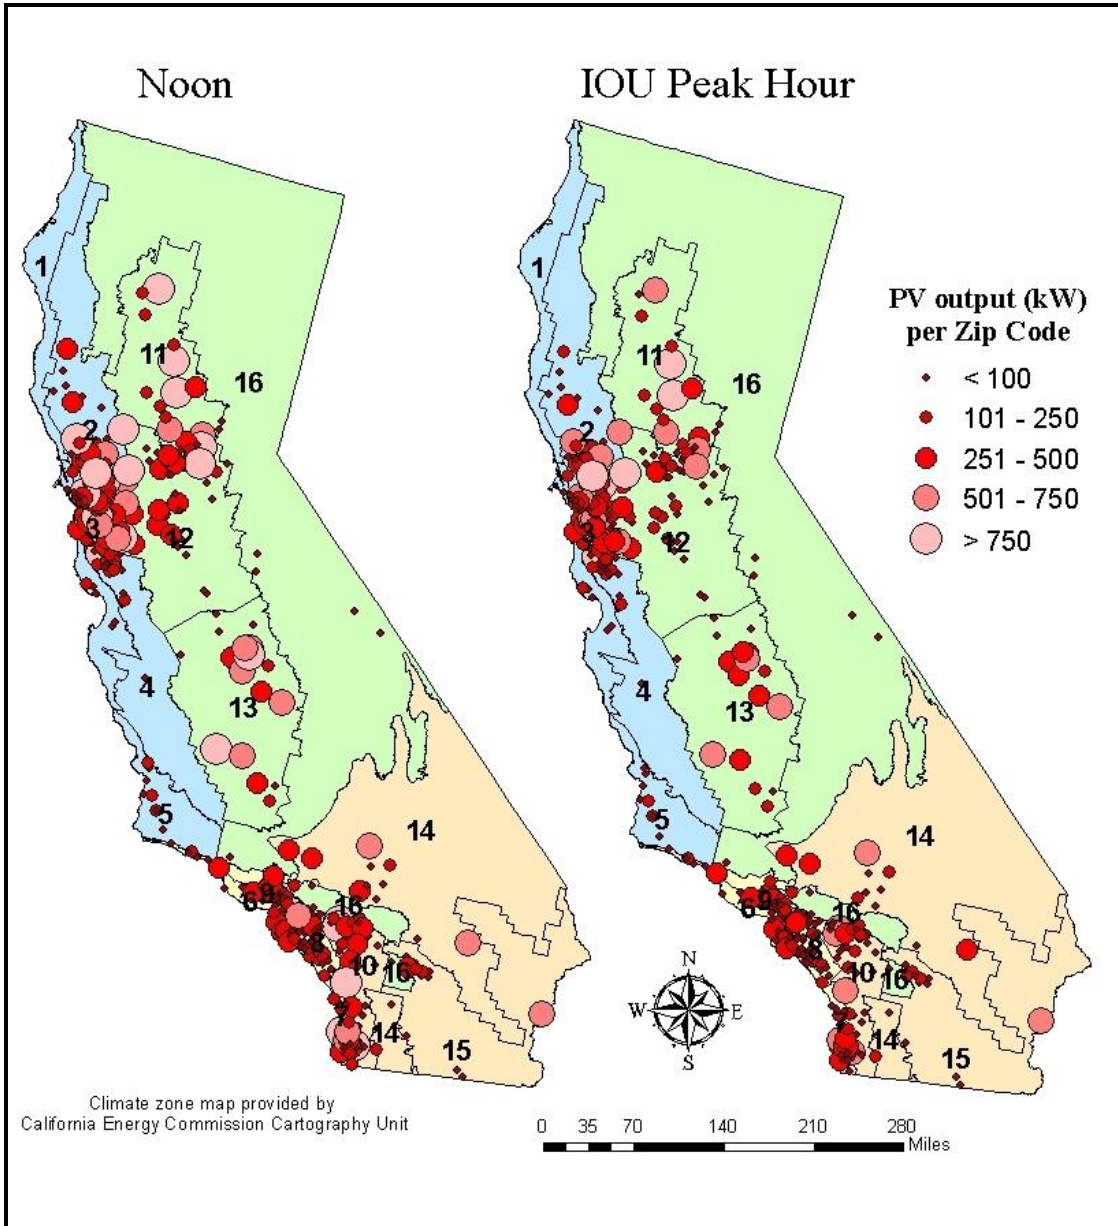 Noon
IOU Peak Hour
1
11
16
2
3
12
4
13
5
14
6
9
16
8
10
16
7
14
15
1
11
16
2
3
12
4
13
5
14
6
9
16
8
10
16
7
14
15
PV output (kW)
per Zip Code
< 100
101 - 250
251 - 500
501 - 750
> 750
N
W
E
S
Climate zone map provided by
California Energy Commission Cartography Unit
0 35 70 140 210 280
Miles